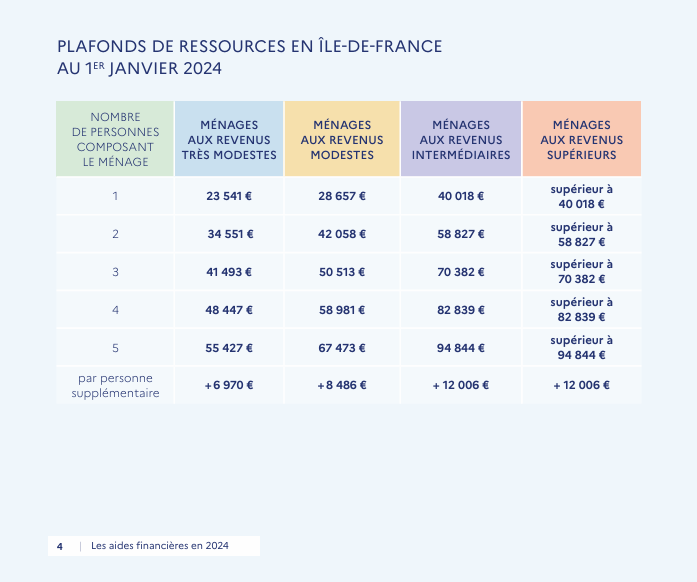 PLAFONDS DE RESSOURCES EN ÎLE-DE-FRANCE
AU 1ER JANVIER 2024
NOMBRE
DE PERSONNES
COMPOSANT
LE MÉNAGE
MÉNAGES
AUX REVENUS
TRÈS MODESTES
MÉNAGES
AUX REVENUS
MODESTES
MÉNAGES
AUX REVENUS
INTERMÉDIAIRES
MÉNAGES
AUX REVENUS
SUPÉRIEURS
1 23 541 € 28 657 € 40 018 € supérieur à
40 018 €
2 34 551 € 42 058 € 58 827 € supérieur à
58 827 €
3 41 493 € 50 513 € 70 382 € supérieur à
70 382 €
4 48 447 € 58 981 € 82 839 € supérieur à
82 839 €
5 55 427 € 67 473 € 94 844 € supérieur à
94 844 €
par personne
supplémentaire
+ 6 970 € + 8 486 € + 12 006 € + 12 006 €
4 | Les aides financières en 2024